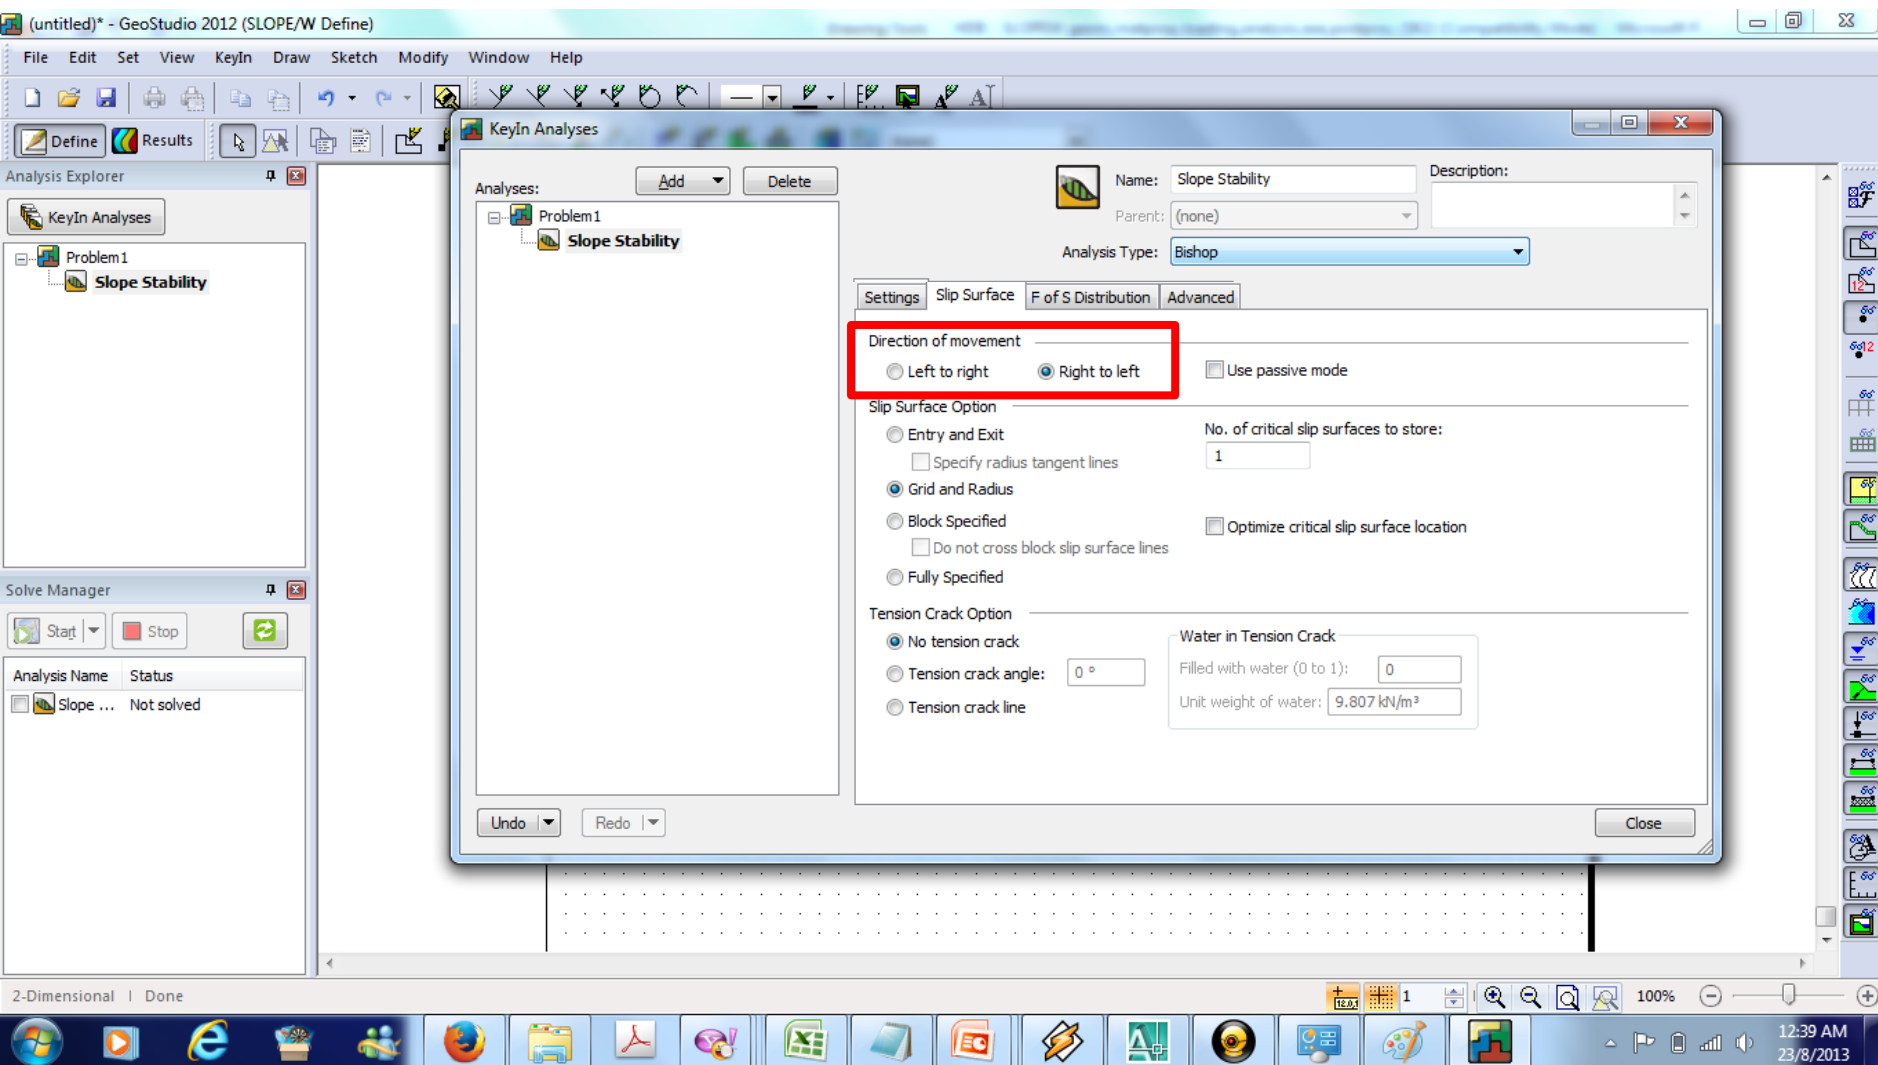 (untitled)* - GeoStudio 2012 (SLOPE/W Define)
File Edit Set View KeyIn Draw Sketch Modify Window Help
Define Results
KeyIn Analyses
Analysis Explorer
KeyIn Analyses
Problem1
Slope Stability
Analyses: Add Delete
Problem1
Slope Stability
Name: Slope Stability Description:
Parent: (none)
Analysis Type: Bishop
Settings Slip Surface F of S Distribution Advanced
Direction of movement
Left to right Right to left Use passive mode
Slip Surface Option
Entry and Exit No. of critical slip surfaces to store:
Specify radius tangent lines 1
Grid and Radius
Block Specified Optimize critical slip surface location
Do not cross block slip surface lines
Fully Specified
Tension Crack Option
No tension crack Water in Tension Crack
Tension crack angle: 0 ° Filled with water (0 to 1): 0
Tension crack line Unit weight of water: 9.807 kN/m³
Undo Redo Close
Solve Manager
Start Stop
Analysis Name Status
Slope ... Not solved
2-Dimensional | Done 1 100%
12:39 AM
23/8/2013